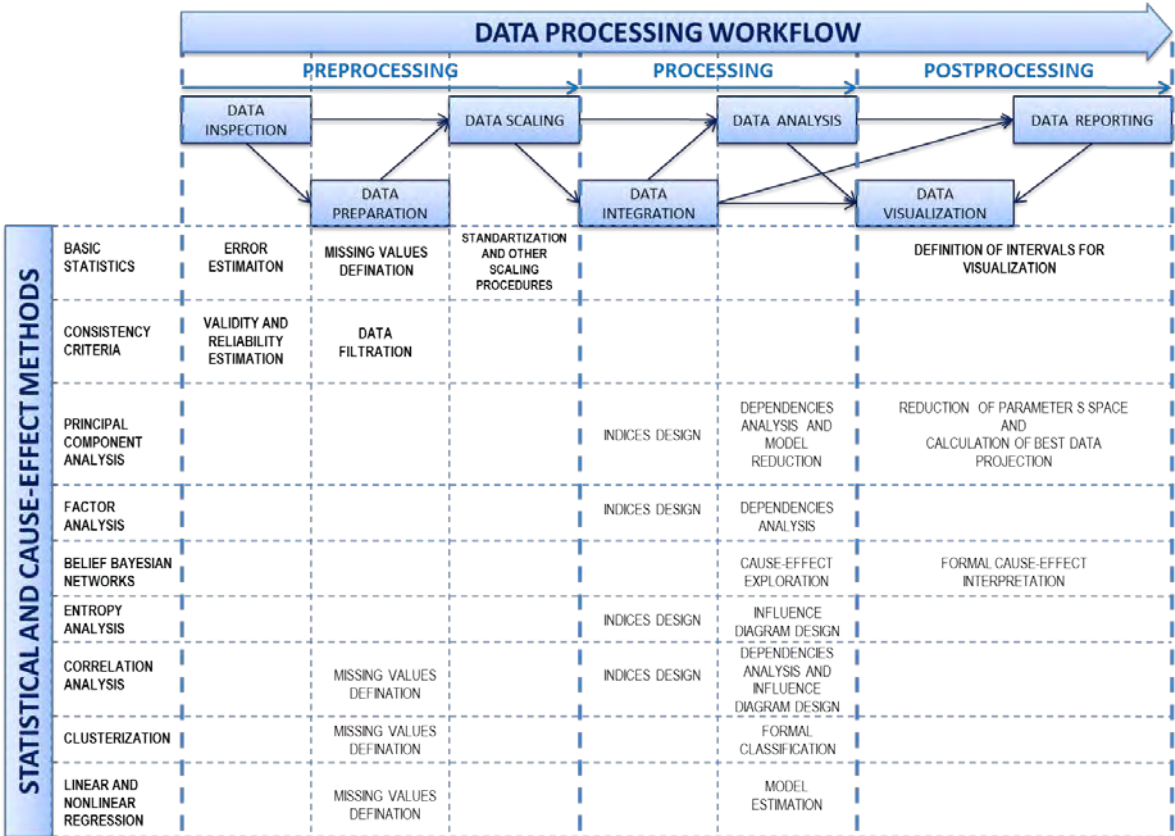 DATA PROCESSING WORKFLOW
PREPROCESSING
PROCESSING
POSTPROCESSING
DATA
INSPECTION
DATA SCALING
DATA ANALYSIS
DATA REPORTING
DATA
PREPARATION
DATA
INTEGRATION
DATA
VISUALIZATION
STATISTICAL AND CAUSE-EFFECT METHODS
BASIC
STATISTICS
ERROR
ESTIMAITON
MISSING VALUES
DEFINATION
STANDARTIZATION
AND OTHER
SCALING
PROCEDURES
DEFINITION OF INTERVALS FOR
VISUALIZATION
CONSISTENCY
CRITERIA
VALIDITY AND
RELIABILITY
ESTIMATION
DATA
FILTRATION
PRINCIPAL
COMPONENT
ANALYSIS
INDICES DESIGN
DEPENDENCIES
ANALYSIS AND
MODEL
REDUCTION
REDUCTION OF PARAMETER S SPACE
AND
CALCULATION OF BEST DATA
PROJECTION
FACTOR
ANALYSIS
INDICES DESIGN
DEPENDENCIES
ANALYSIS
BELIEF BAYESIAN
NETWORKS
CAUSE-EFFECT
EXPLORATION
FORMAL CAUSE-EFFECT
INTERPRETATION
ENTROPY
ANALYSIS
INDICES DESIGN
INFLUENCE
DIAGRAM DESIGN
CORRELATION
ANALYSIS
MISSING VALUES
DEFINATION
INDICES DESIGN
DEPENDENCIES
ANALYSIS AND
INFLUENCE
DIAGRAM DESIGN
CLUSTERIZATION
MISSING VALUES
DEFINATION
FORMAL
CLASSIFICATION
LINEAR AND
NONLINEAR
REGRESSION
MISSING VALUES
DEFINATION
MODEL
ESTIMATION